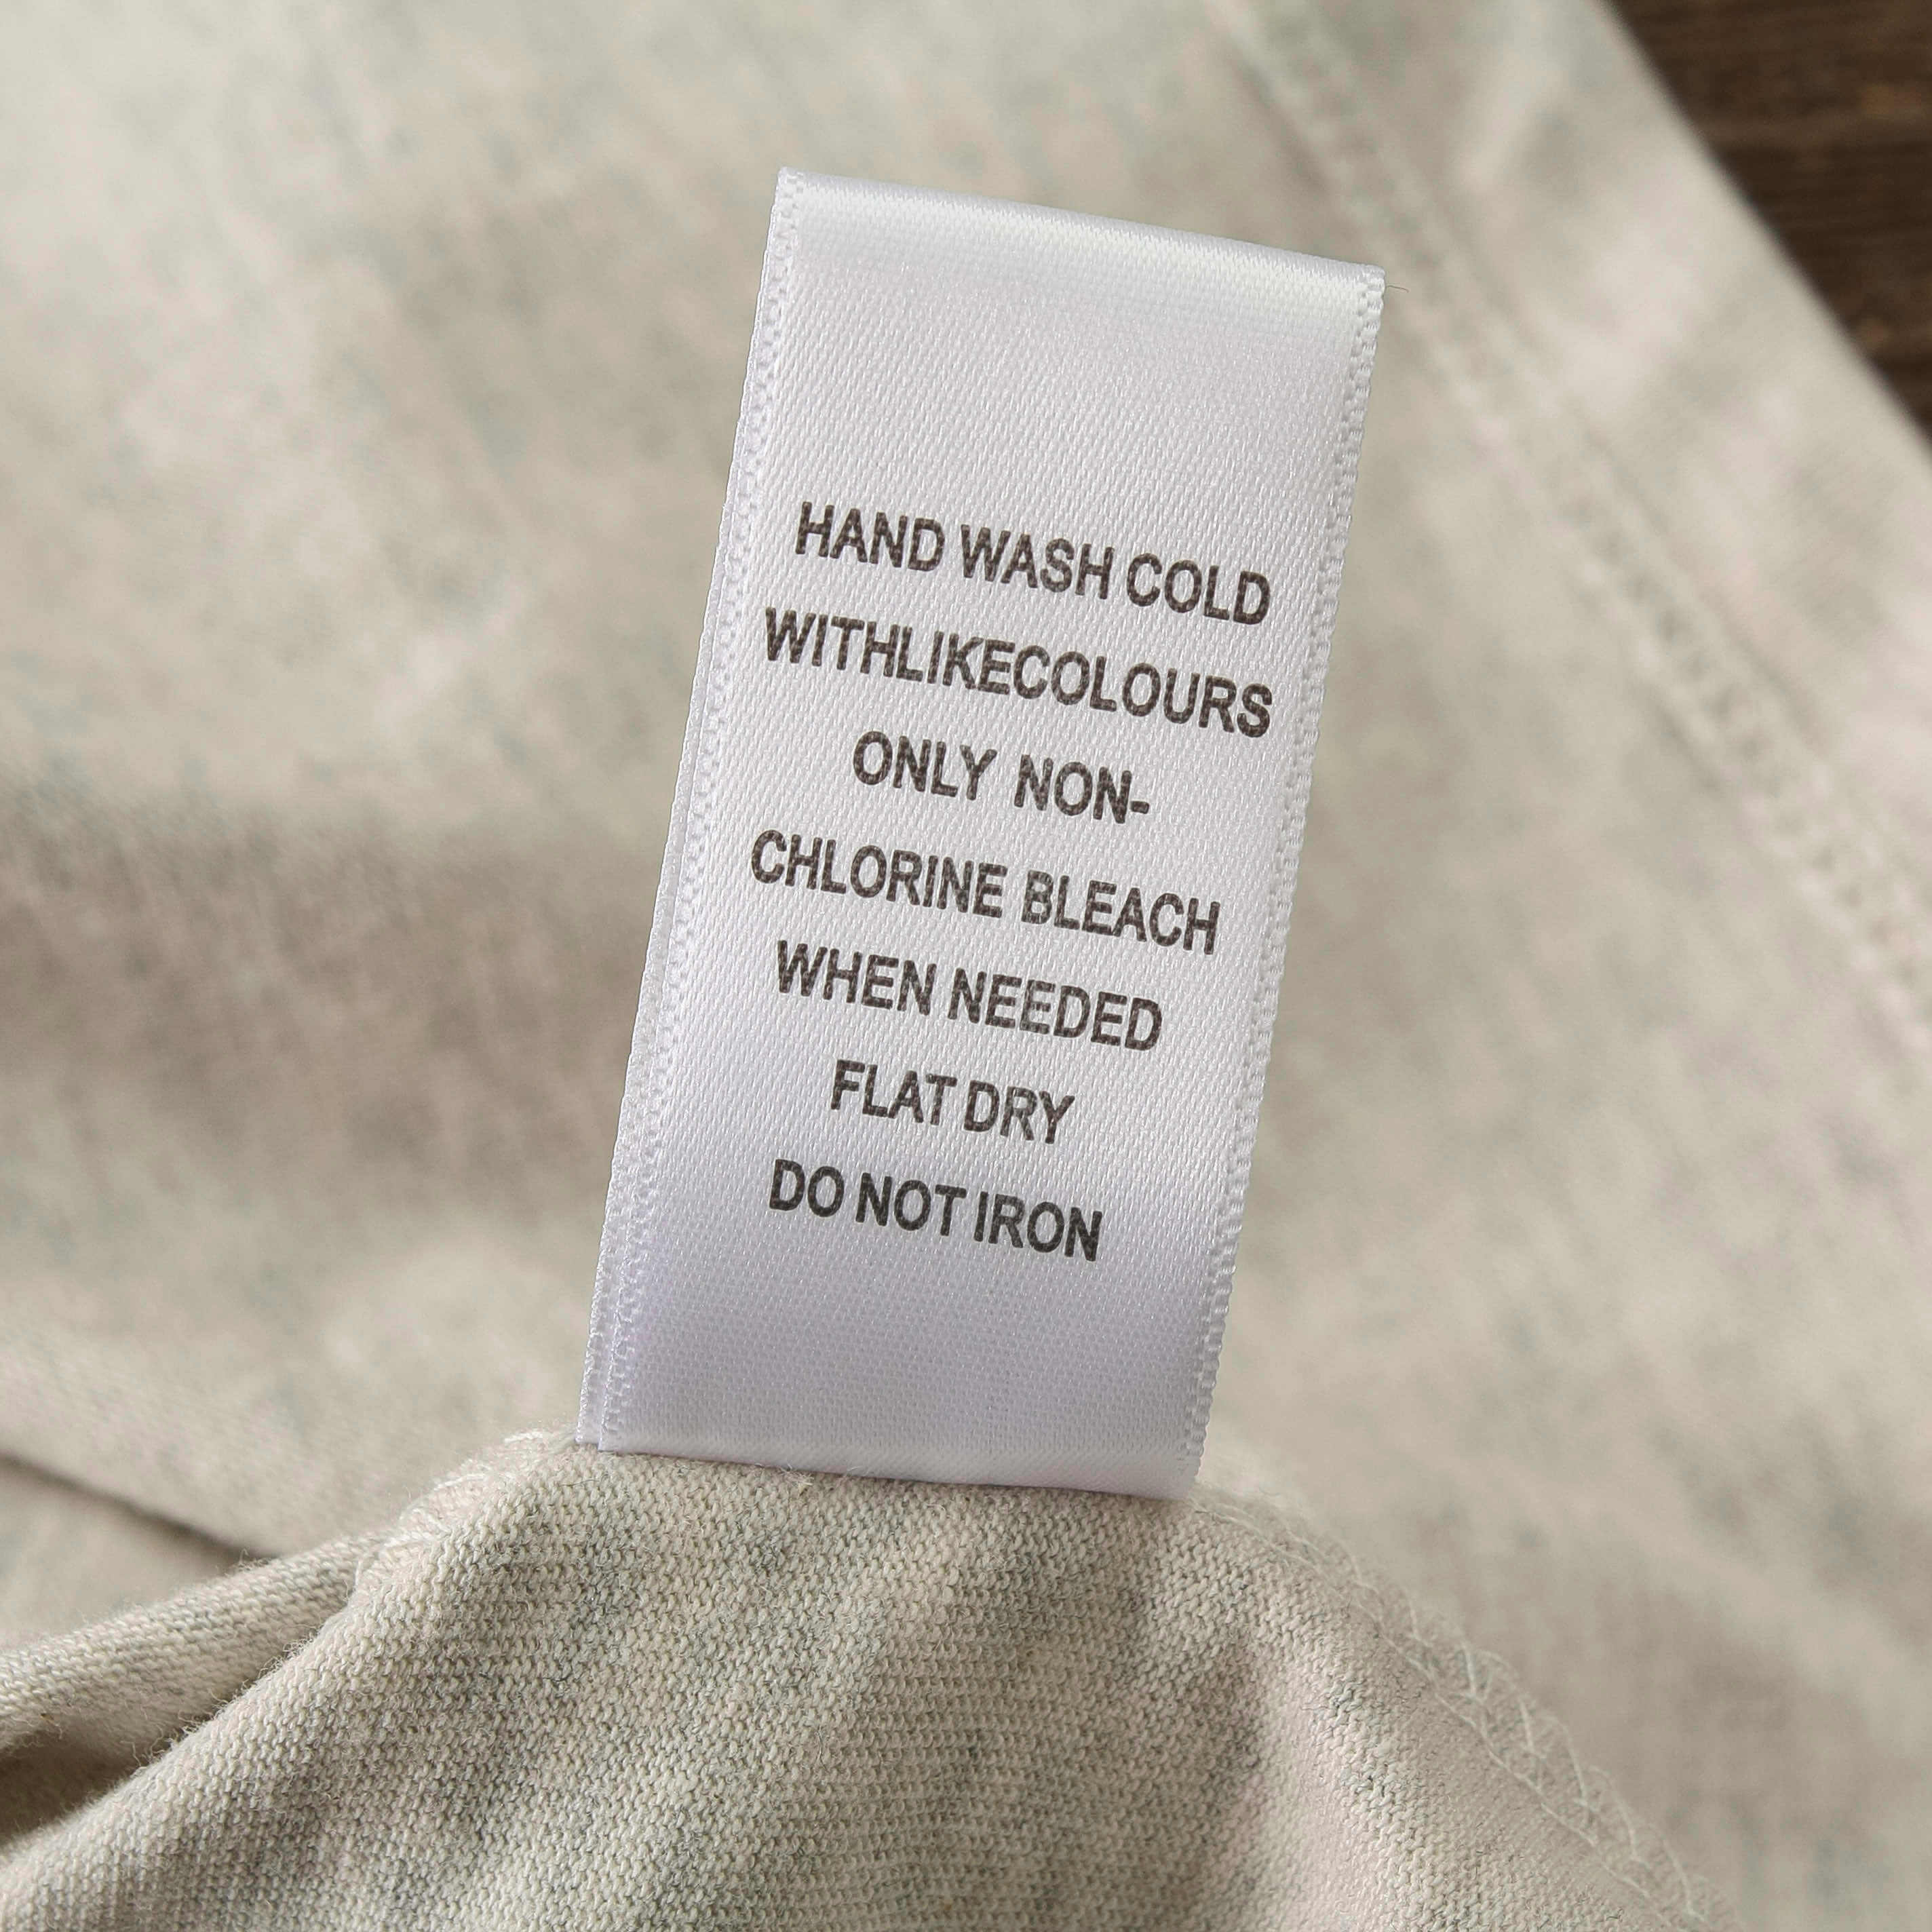 HAND WASH COLD
WITHLIKECOLOURS
ONLY NON-
CHLORINE BLEACH
WHEN NEEDED
FLAT DRY
DO NOT IRON